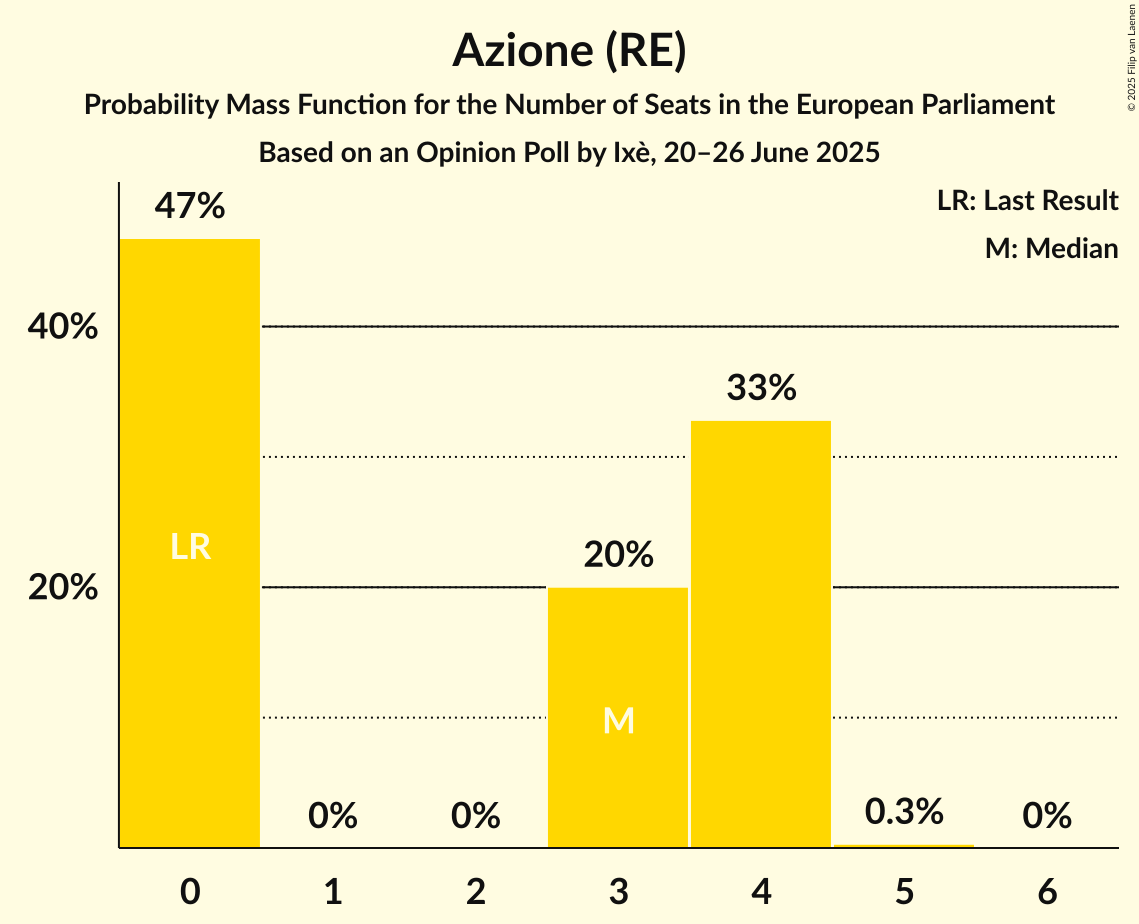 Azione (RE)
Probability Mass Function for the Number of Seats in the European Parliament
Based on an Opinion Poll by Ixè, 20–26 June 2025
© 2025 Filip van Laenen
LR: Last Result
M: Median
47%
40%
33%
LR
20%
20%
M
0%
0%
0.3%
0%
0
1
2
3
4
5
6